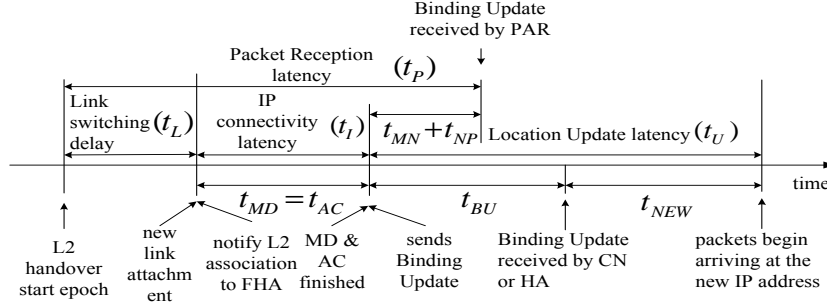 Binding Update
received by PAR
Packet Reception
latency
(t_P)
Link
switching
delay
(t_L)
IP
connectivity
latency
(t_I)
t_MN + t_NP
Location Update latency (t_U)
time
t_MD = t_AC
t_BU
t_NEW
L2
handover
start epoch
new
link
attachm
ent
notify L2
association
to FHA
MD &
AC
finished
sends
Binding
Update
Binding Update
received by CN
or HA
packets begin
arriving at the
new IP address